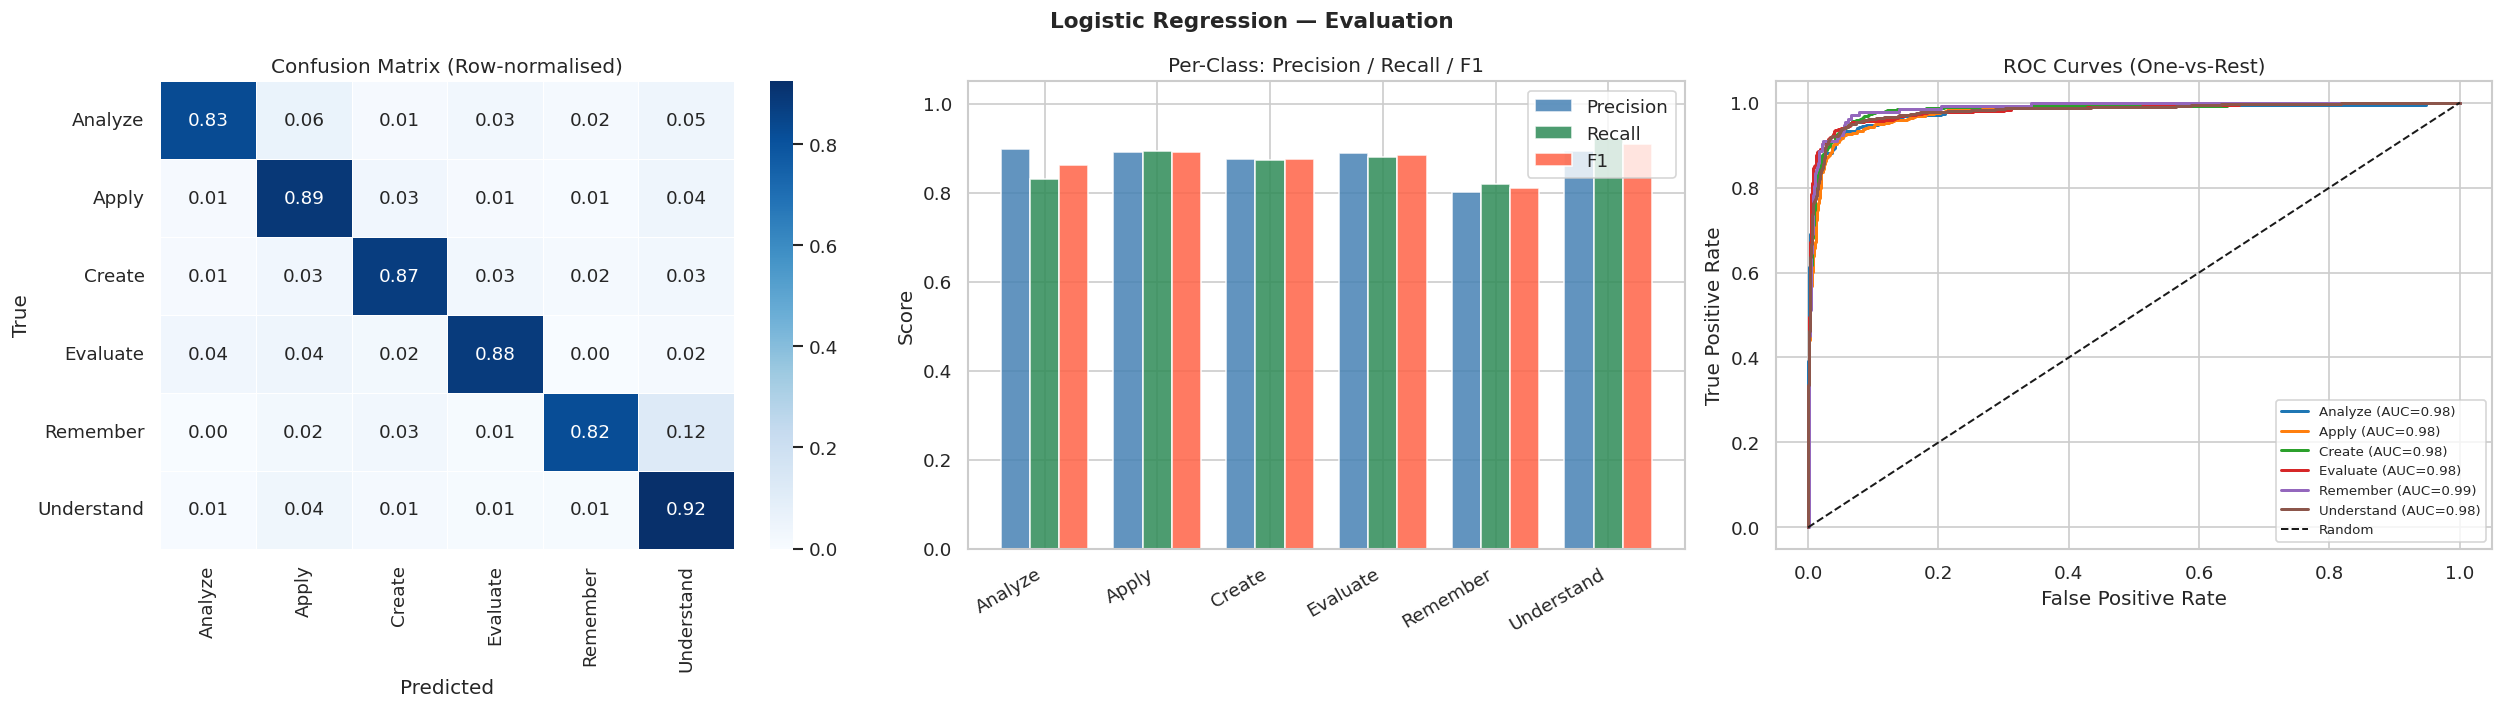 Logistic Regression — Evaluation
Confusion Matrix (Row-normalised)
True
Analyze 0.83 0.06 0.01 0.03 0.02 0.05
Apply 0.01 0.89 0.03 0.01 0.01 0.04
Create 0.01 0.03 0.87 0.03 0.02 0.03
Evaluate 0.04 0.04 0.02 0.88 0.00 0.02
Remember 0.00 0.02 0.03 0.01 0.82 0.12
Understand 0.01 0.04 0.01 0.01 0.01 0.92
Analyze Apply Create Evaluate Remember Understand
Predicted
0.8
0.6
0.4
0.2
0.0
Per-Class: Precision / Recall / F1
Score
1.0
0.8
0.6
0.4
0.2
0.0
Precision
Recall
F1
Analyze Apply Create Evaluate Remember Understand
ROC Curves (One-vs-Rest)
True Positive Rate
1.0
0.8
0.6
0.4
0.2
0.0
Analyze (AUC=0.98)
Apply (AUC=0.98)
Create (AUC=0.98)
Evaluate (AUC=0.98)
Remember (AUC=0.99)
Understand (AUC=0.98)
Random
0.0 0.2 0.4 0.6 0.8 1.0
False Positive Rate